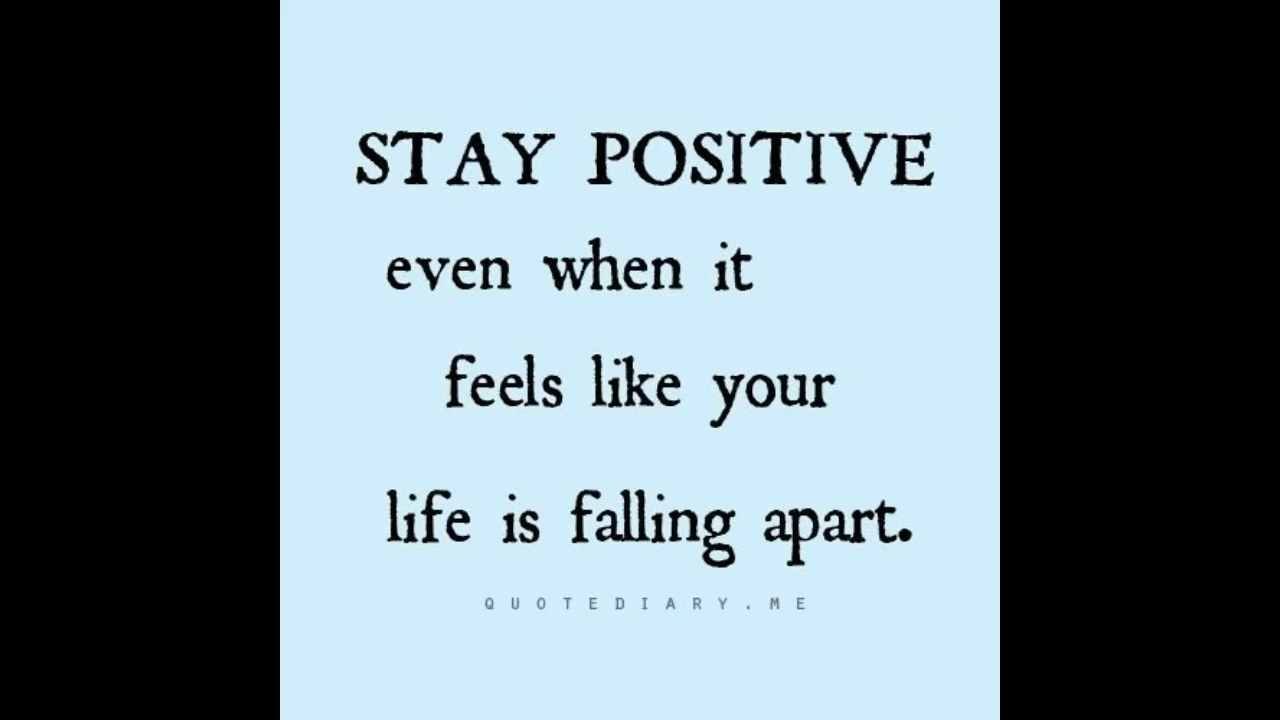 STAY POSITIVE
even when it
feels like your
life is falling apart.
QUOTEDIARY.ME